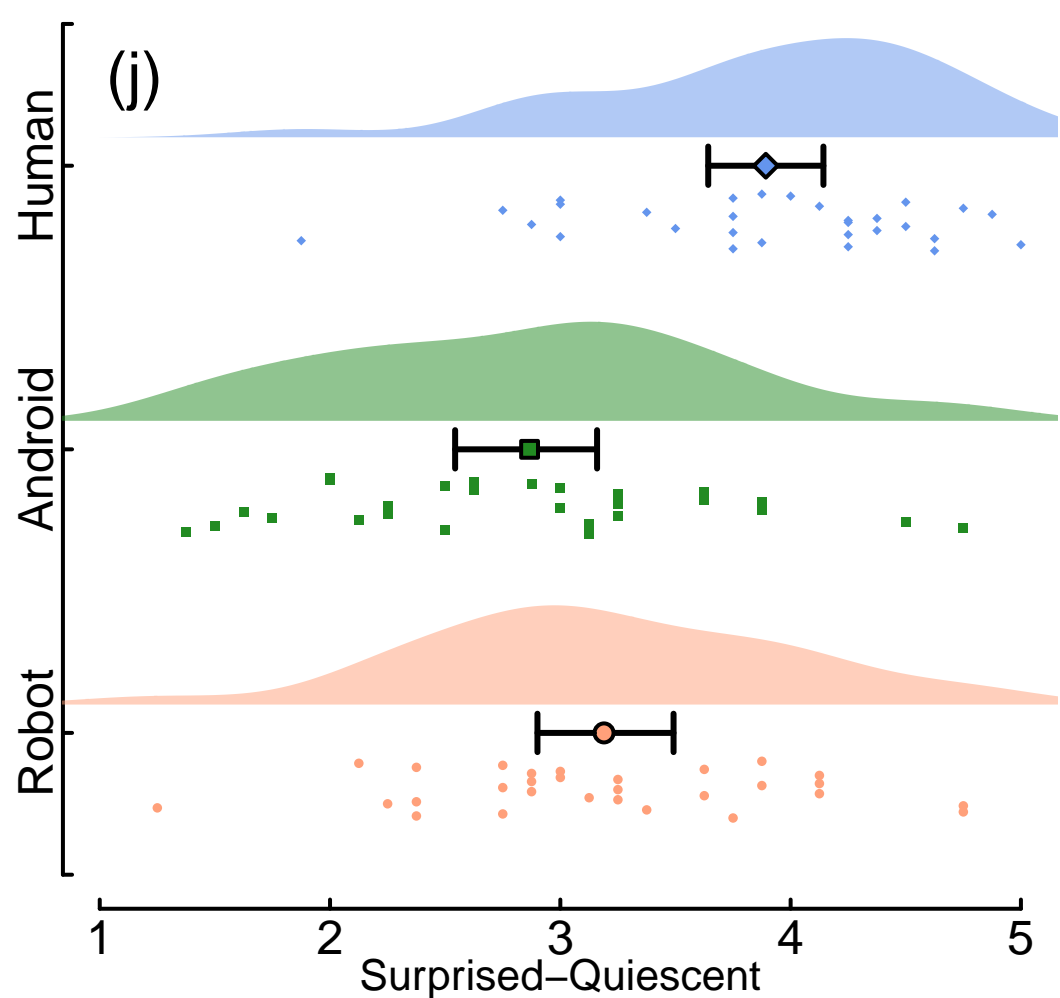 (j)
Human
Android
Robot
1 2 3 4 5
Surprised–Quiescent